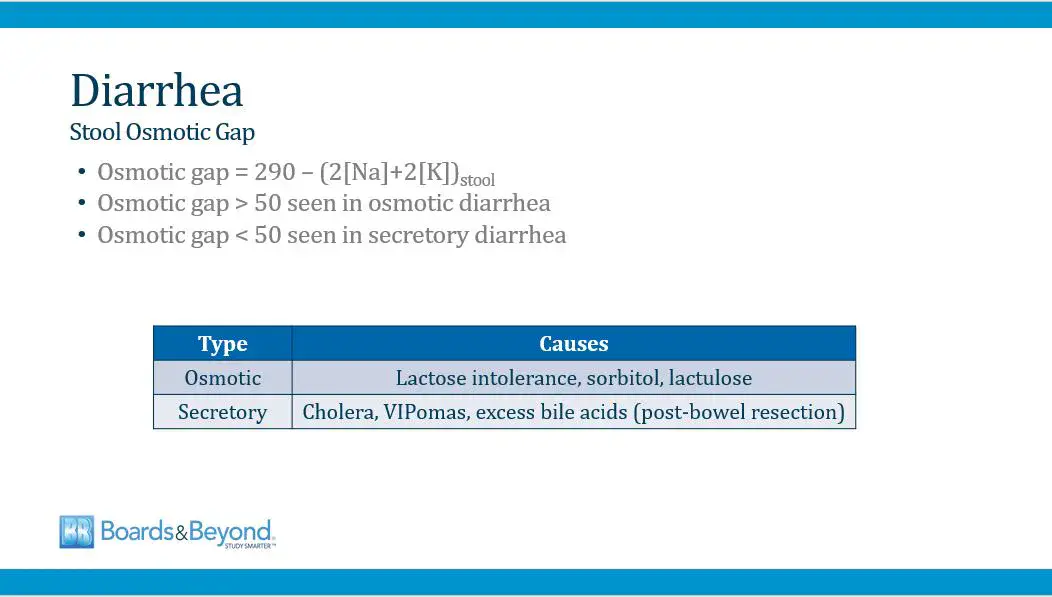 Diarrhea
Stool Osmotic Gap
• Osmotic gap = 290 – (2[Na]+2[K])stool
• Osmotic gap > 50 seen in osmotic diarrhea
• Osmotic gap < 50 seen in secretory diarrhea
Type Causes
Osmotic Lactose intolerance, sorbitol, lactulose
Secretory Cholera, VIPomas, excess bile acids (post-bowel resection)
BB Boards&Beyond.
STUDY SMARTER™